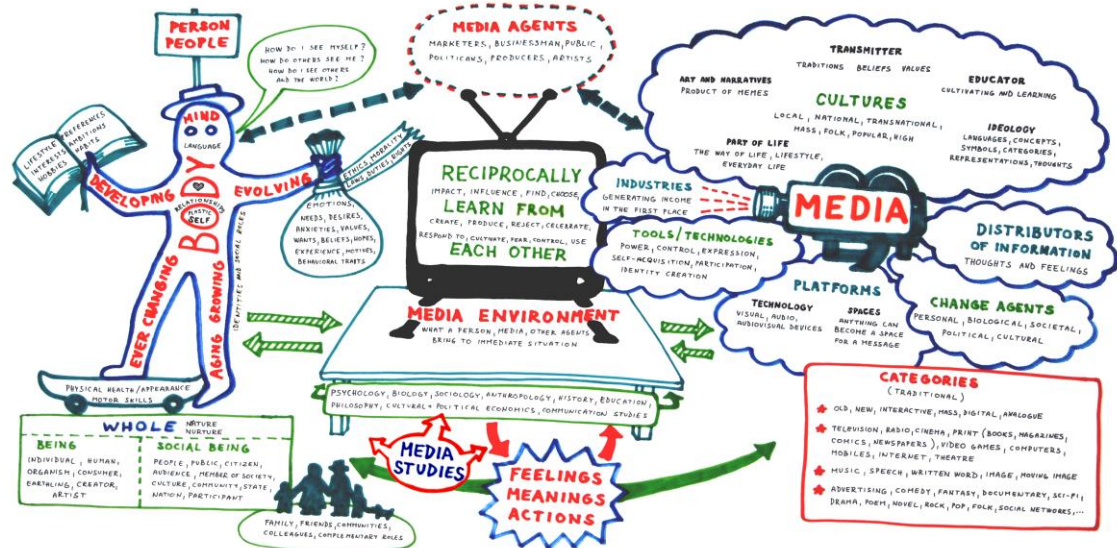 PERSON
PEOPLE
HOW DO I SEE MYSELF?
HOW DO OTHERS SEE ME?
HOW DO I SEE OTHERS
AND THE WORLD?
MIND
LANGUAGE
LIFESTYLE
INTERESTS
HOBBIES
PREFERENCES
AMBITIONS
HABITS
DEVELOPING
EVOLVING
BODY
RELATIONSHIPS
PLASTIC
SELF
EVER CHANGING
AGING GROWING
IDENTITIES AND SOCIAL ROLES
ETHICS, MORALITY
LAWS, DUTIES, RIGHTS
EMOTIONS,
NEEDS, DESIRES,
ANXIETIES, VALUES,
WANTS, BELIEFS, HOPES,
EXPERIENCE, MOTIVES,
BEHAVIORAL TRAITS
PHYSICAL HEALTH/APPEARANCE
MOTOR SKILLS
WHOLE NATURE
NURTURE
BEING
INDIVIDUAL, HUMAN,
ORGANISM, CONSUMER,
EARTHLING, CREATOR,
ARTIST
SOCIAL BEING
PEOPLE, PUBLIC, CITIZEN,
AUDIENCE, MEMBER OF SOCIETY,
CULTURE, COMMUNITY, STATE,
NATION, PARTICIPANT
FAMILY, FRIENDS, COMMUNITIES,
COLLEAGUES, COMPLEMENTARY ROLES
MEDIA AGENTS
MARKETERS, BUSINESMAN, PUBLIC,
POLITICANS, PRODUCERS, ARTISTS
RECIPROCALLY
IMPACT, INFLUENCE, FIND, CHOOSE,
LEARN FROM
CREATE, PRODUCE, REJECT, CELEBRATE,
RESPOND TO, CULTIVATE, FEAR, CONTROL, USE
EACH OTHER
MEDIA ENVIRONMENT
WHAT A PERSON, MEDIA, OTHER AGENTS
BRING TO IMMEDIATE SITUATION
PSYCHOLOGY, BIOLOGY, SOCIOLOGY, ANTHROPOLOGY, HISTORY, EDUCATION,
PHILOSOPHY, CULTURAL + POLITICAL ECONOMICS, COMMUNICATION STUDIES
MEDIA
STUDIES
FEELINGS
MEANINGS
ACTIONS
TRANSMITTER
TRADITIONS BELIEFS VALUES
ART AND NARRATIVES
PRODUCT OF MEMES
EDUCATOR
CULTIVATING AND LEARNING
CULTURES
LOCAL, NATIONAL, TRANSNATIONAL,
MASS, FOLK, POPULAR, HIGH
IDEOLOGY
LANGUAGES, CONCEPTS,
SYMBOLS, CATEGORIES,
REPRESENTATIONS, THOUGHTS
PART OF LIFE
THE WAY OF LIFE, LIFESTYLE,
EVERYDAY LIFE
INDUSTRIES
GENERATING INCOME
IN THE FIRST PLACE
MEDIA
TOOLS/TECHNOLOGIES
POWER, CONTROL, EXPRESSION,
SELF-ACQUISITION, PARTICIPATION,
IDENTITY CREATION
DISTRIBUTORS
OF INFORMATION
THOUGHTS AND FEELINGS
PLATFORMS
TECHNOLOGY
VISUAL, AUDIO,
AUDIOVISUAL DEVICES
SPACES
ANYTHING CAN
BECOME A SPACE
FOR A MESSAGE
CHANGE AGENTS
PERSONAL, BIOLOGICAL, SOCIETAL,
POLITICAL, CULTURAL
CATEGORIES
(TRADITIONAL)
OLD, NEW, INTERACTIVE, MASS, DIGITAL, ANALOGUE
TELEVISION, RADIO, CINEMA, PRINT (BOOKS, MAGAZINES,
COMICS, NEWSPAPERS), VIDEO GAMES, COMPUTERS,
MOBILES, INTERNET, THEATRE
MUSIC, SPEECH, WRITTEN WORD, IMAGE, MOVING IMAGE
ADVERTISING, COMEDY, FANTASY, DOCUMENTARY, SCI-FI,
DRAMA, POEM, NOVEL, ROCK, POP, FOLK, SOCIAL NETWORKS,...